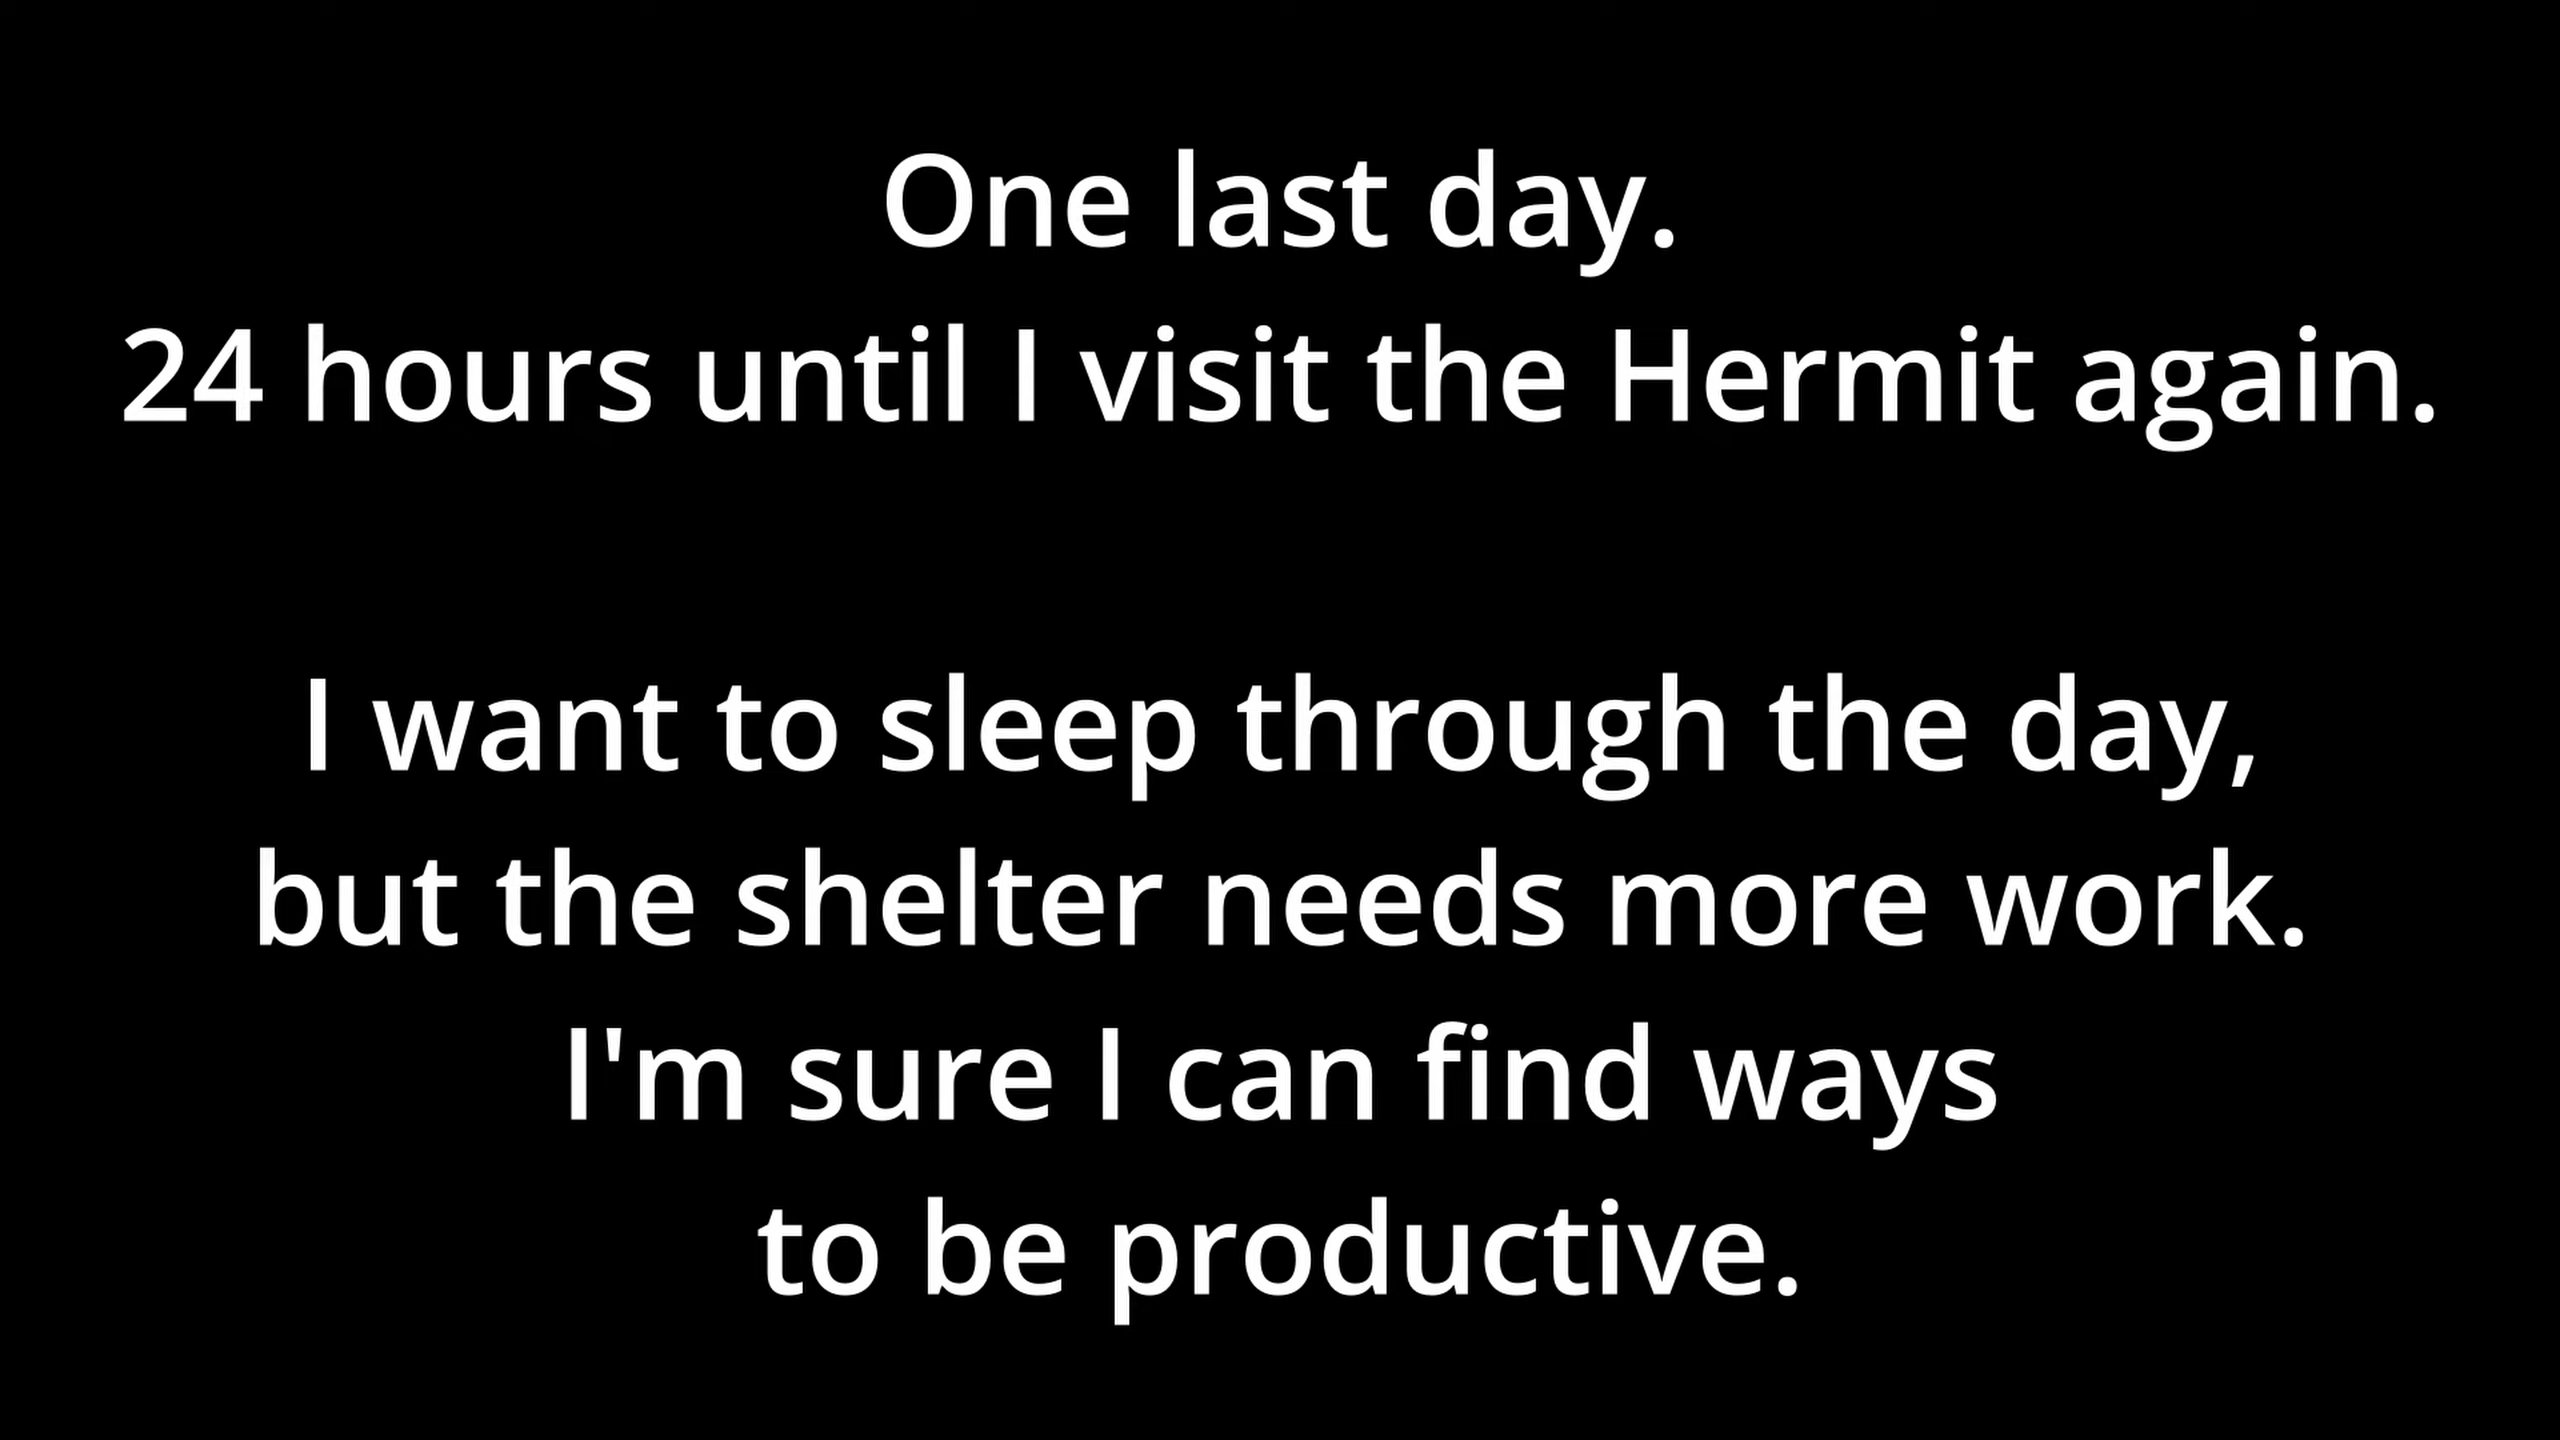 One last day.
24 hours until I visit the Hermit again.
I want to sleep through the day,
but the shelter needs more work.
I'm sure I can find ways
to be productive.